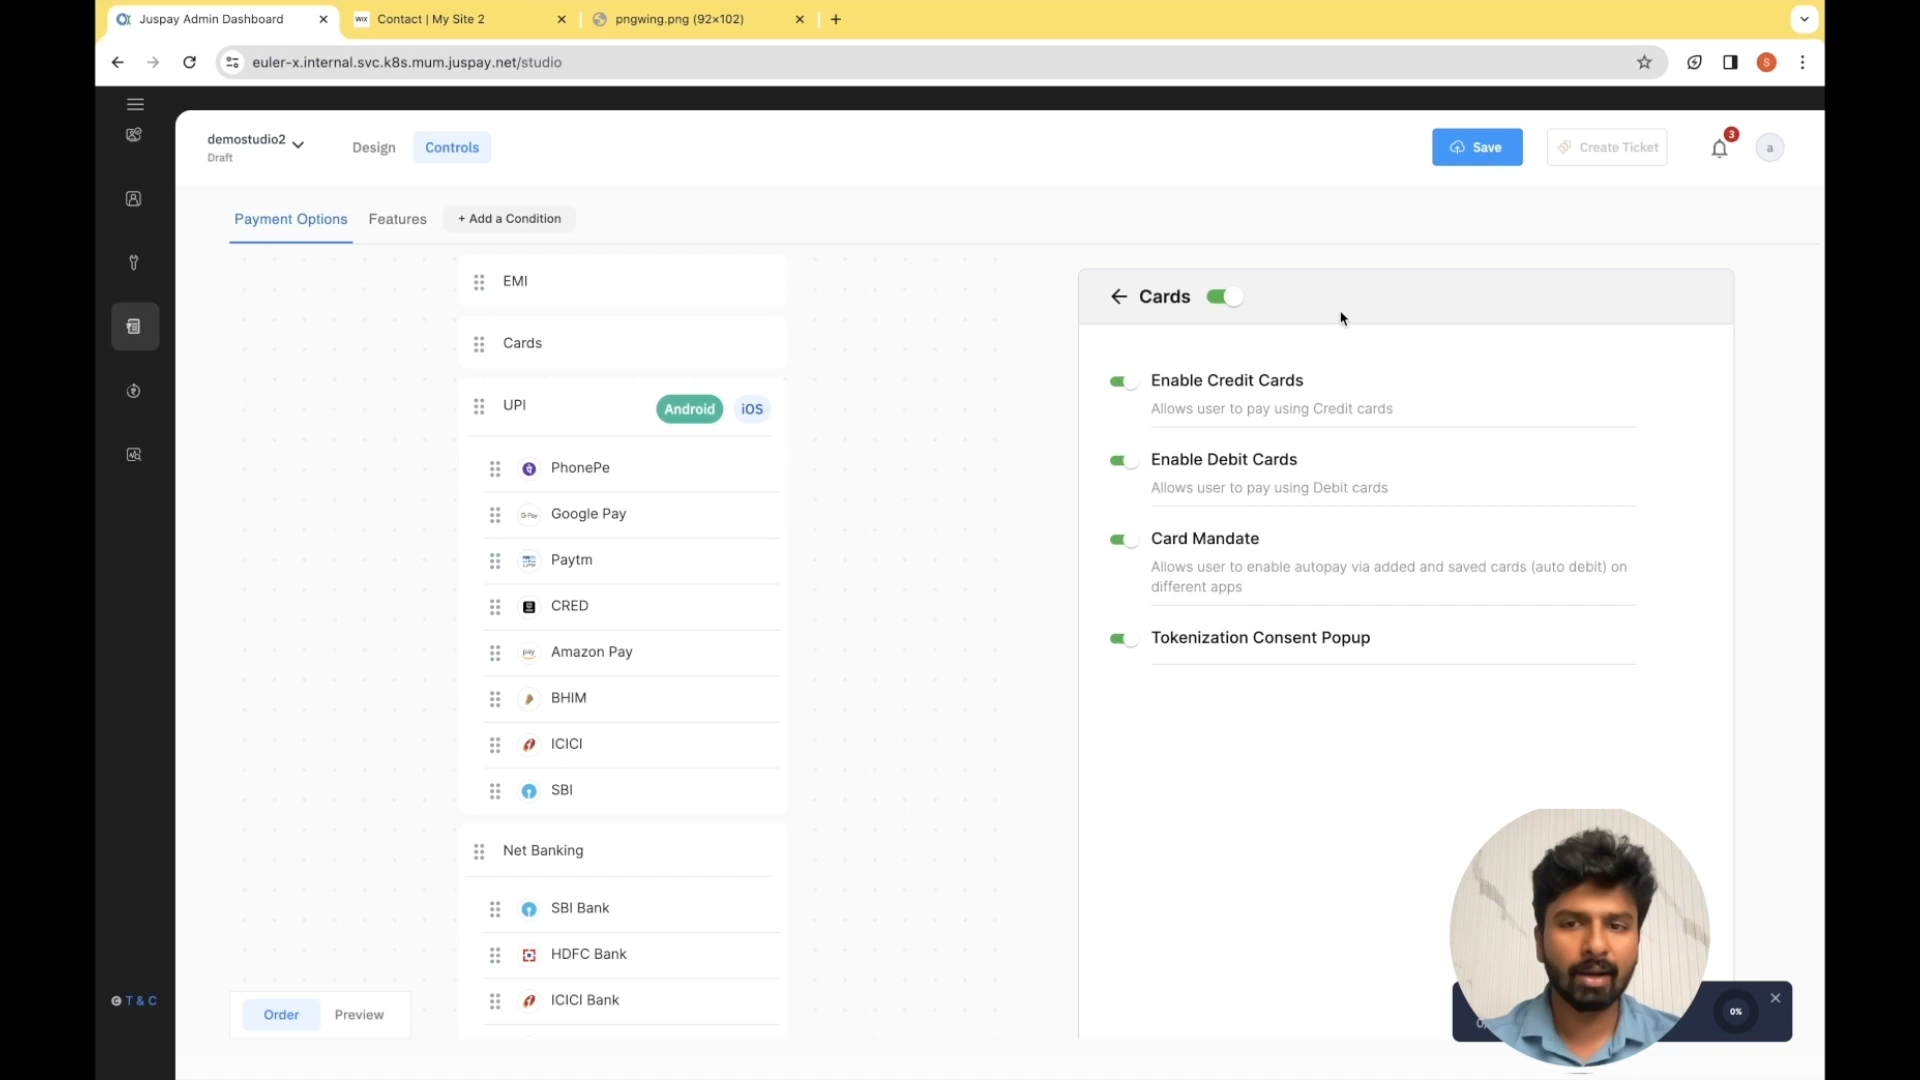 Juspay Admin Dashboard
Contact | My Site 2
pngwing.png (92×102)
euler-x.internal.svc.k8s.mum.juspay.net/studio
S
demostudio2
Draft
Design
Controls
Save
Create Ticket
3
a
Payment Options
Features
+ Add a Condition
EMI
Cards
UPI
Android
iOS
PhonePe
Google Pay
Paytm
CRED
Amazon Pay
BHIM
ICICI
SBI
Net Banking
SBI Bank
HDFC Bank
ICICI Bank
Order
Preview
T & C
Cards
Enable Credit Cards
Allows user to pay using Credit cards
Enable Debit Cards
Allows user to pay using Debit cards
Card Mandate
Allows user to enable autopay via added and saved cards (auto debit) on
different apps
Tokenization Consent Popup
0%